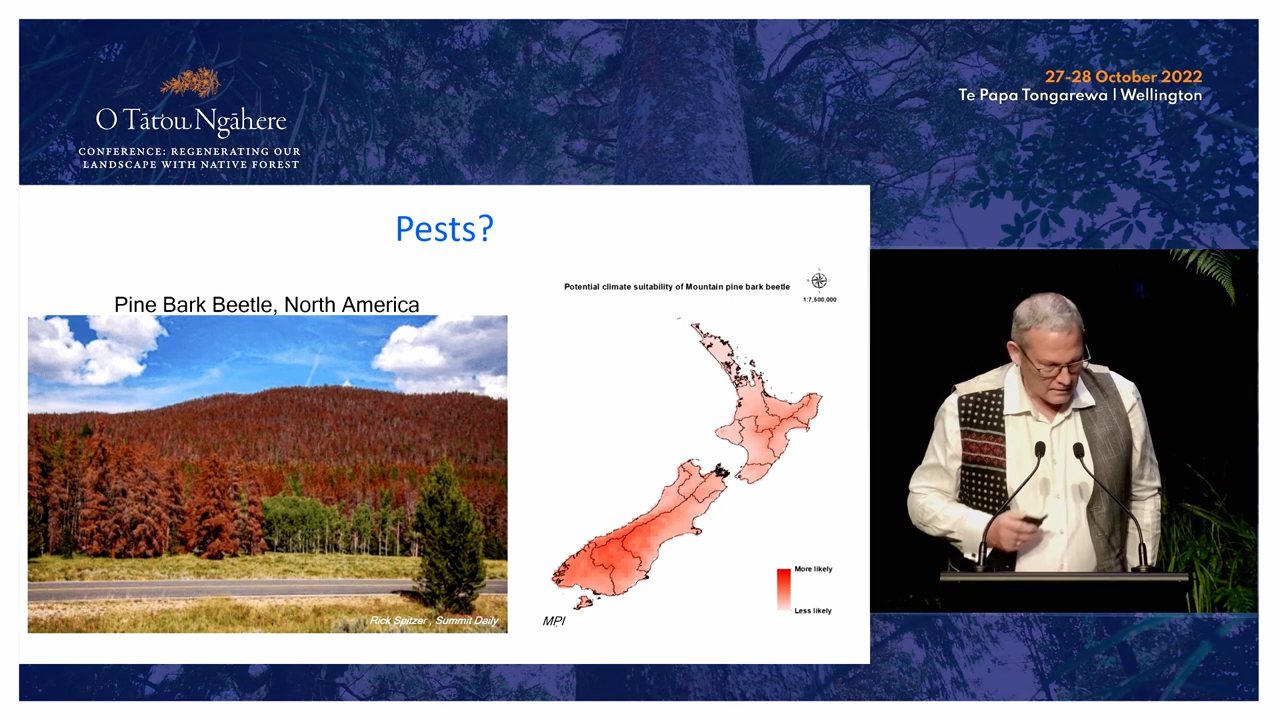 O Tātou Ngāhere
CONFERENCE: REGENERATING OUR
LANDSCAPE WITH NATIVE FOREST
27-28 October 2022
Te Papa Tongarewa | Wellington
Pests?
Pine Bark Beetle, North America
Rick Spitzer , Summit Daily
Potential climate suitability of Mountain pine bark beetle
1:7,500,000
More likely
Less likely
MPI